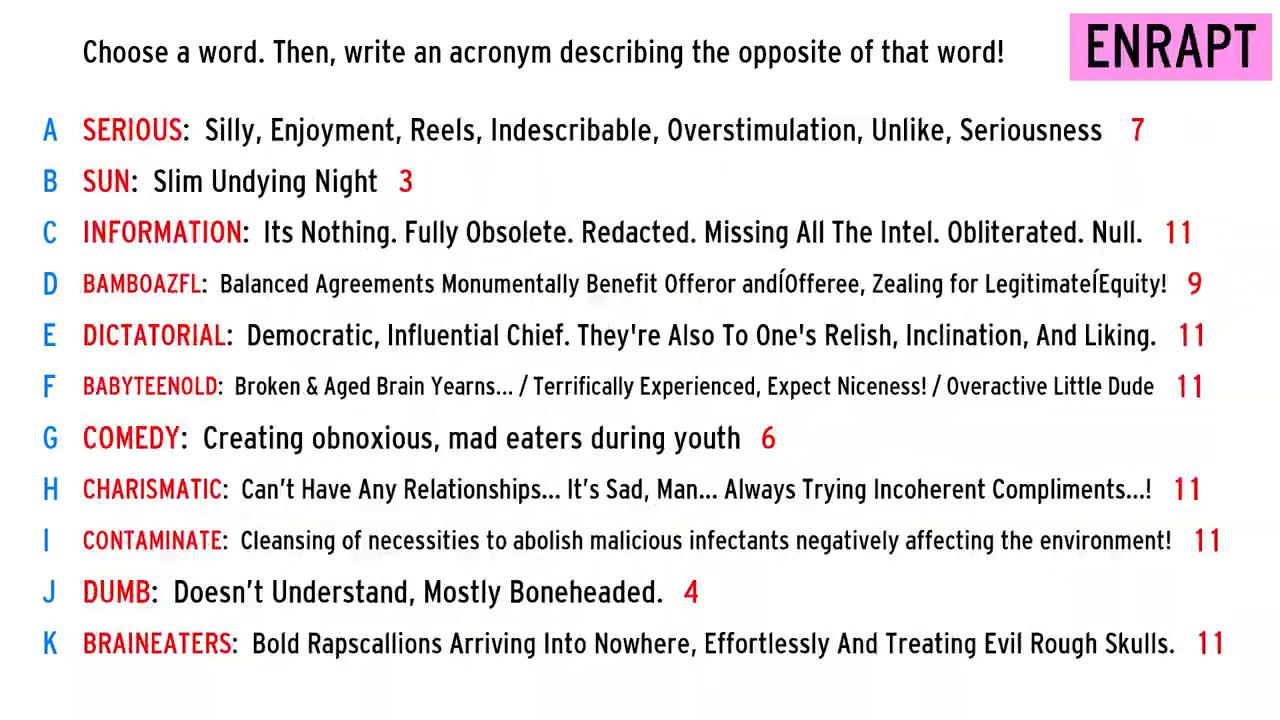 Choose a word. Then, write an acronym describing the opposite of that word!
ENRAPT
A SERIOUS: Silly, Enjoyment, Reels, Indescribable, Overstimulation, Unlike, Seriousness 7
B SUN: Slim Undying Night 3
C INFORMATION: Its Nothing. Fully Obsolete. Redacted. Missing All The Intel. Obliterated. Null. 11
D BAMBOAZFL: Balanced Agreements Monumentally Benefit Offeror andÍOfferee, Zealing for LegitimateÍEquity! 9
E DICTATORIAL: Democratic, Influential Chief. They're Also To One's Relish, Inclination, And Liking. 11
F BABYTEENOLD: Broken & Aged Brain Yearns... / Terrifically Experienced, Expect Niceness! / Overactive Little Dude 11
G COMEDY: Creating obnoxious, mad eaters during youth 6
H CHARISMATIC: Can’t Have Any Relationships... It’s Sad, Man... Always Trying Incoherent Compliments...! 11
I CONTAMINATE: Cleansing of necessities to abolish malicious infectants negatively affecting the environment! 11
J DUMB: Doesn’t Understand, Mostly Boneheaded. 4
K BRAINEATERS: Bold Rapscallions Arriving Into Nowhere, Effortlessly And Treating Evil Rough Skulls. 11